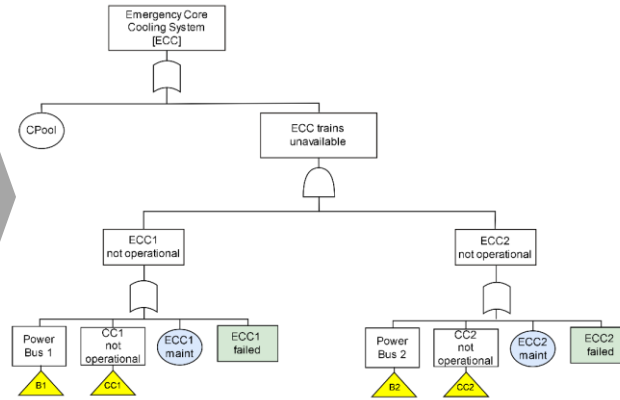 Emergency Core
Cooling System
[ECC]
CPool
ECC trains
unavailable
ECC1
not operational
ECC2
not operational
Power
Bus 1
CC1
not
operational
ECC1
maint
ECC1
failed
Power
Bus 2
CC2
not
operational
ECC2
maint
ECC2
failed
B1
CC1
B2
CC2